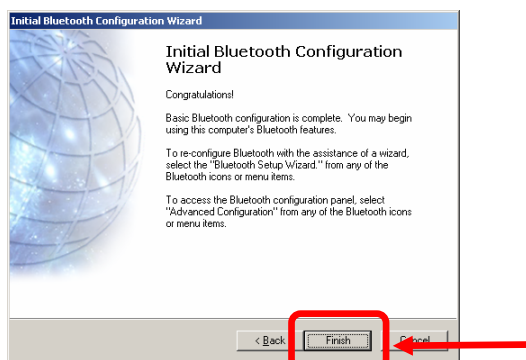 Initial Bluetooth Configuration Wizard
Initial Bluetooth Configuration
Wizard
Congratulations!
Basic Bluetooth configuration is complete. You may begin
using this computer's Bluetooth features.
To re-configure Bluetooth with the assistance of a wizard,
select the "Bluetooth Setup Wizard." from any of the
Bluetooth icons or menu items.
To access the Bluetooth configuration panel, select
"Advanced Configuration" from any of the Bluetooth icons
or menu items.
< Back Finish Cancel